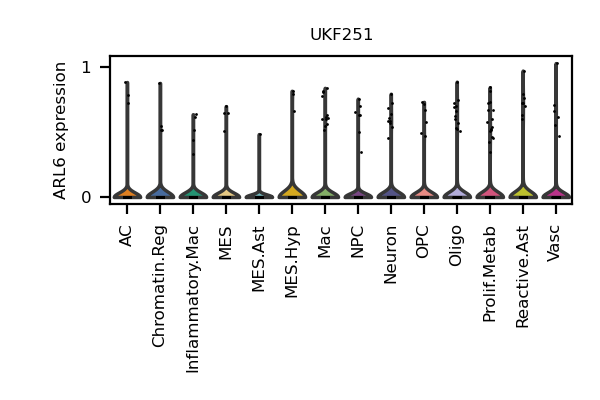 UKF251
ARL6 expression
1
0
AC
Chromatin.Reg
Inflammatory.Mac
MES
MES.Ast
MES.Hyp
Mac
NPC
Neuron
OPC
Oligo
Prolif.Metab
Reactive.Ast
Vasc